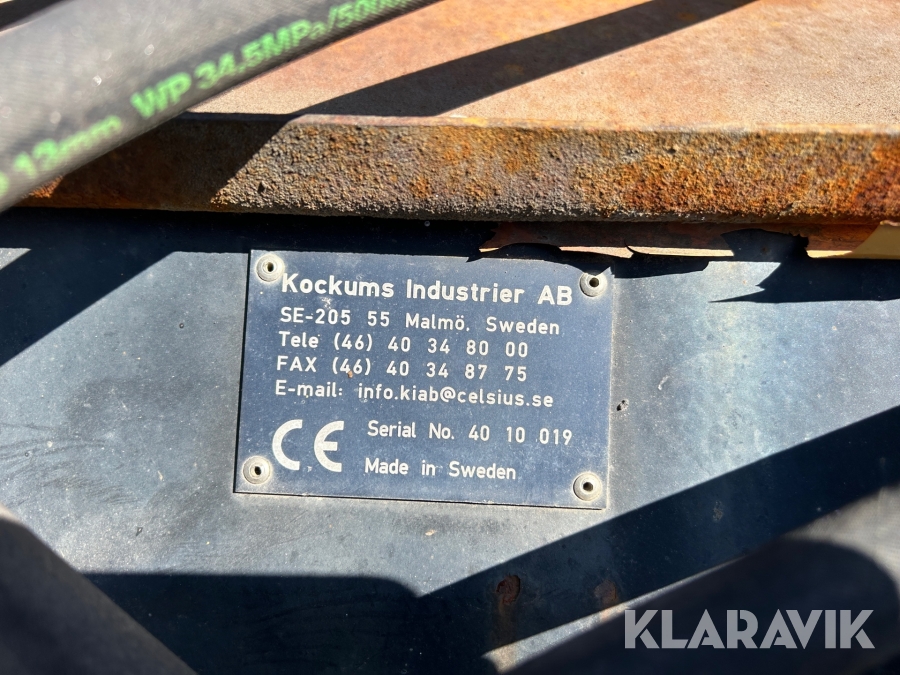 13mm WP 34.5MPa/5000
Kockums Industrier AB
SE-205 55 Malmö, Sweden
Tele (46) 40 34 80 00
FAX (46) 40 34 87 75
E-mail: info.kiab@celsius.se
CE
Serial No. 40 10 019
Made in Sweden
KLARAVIK